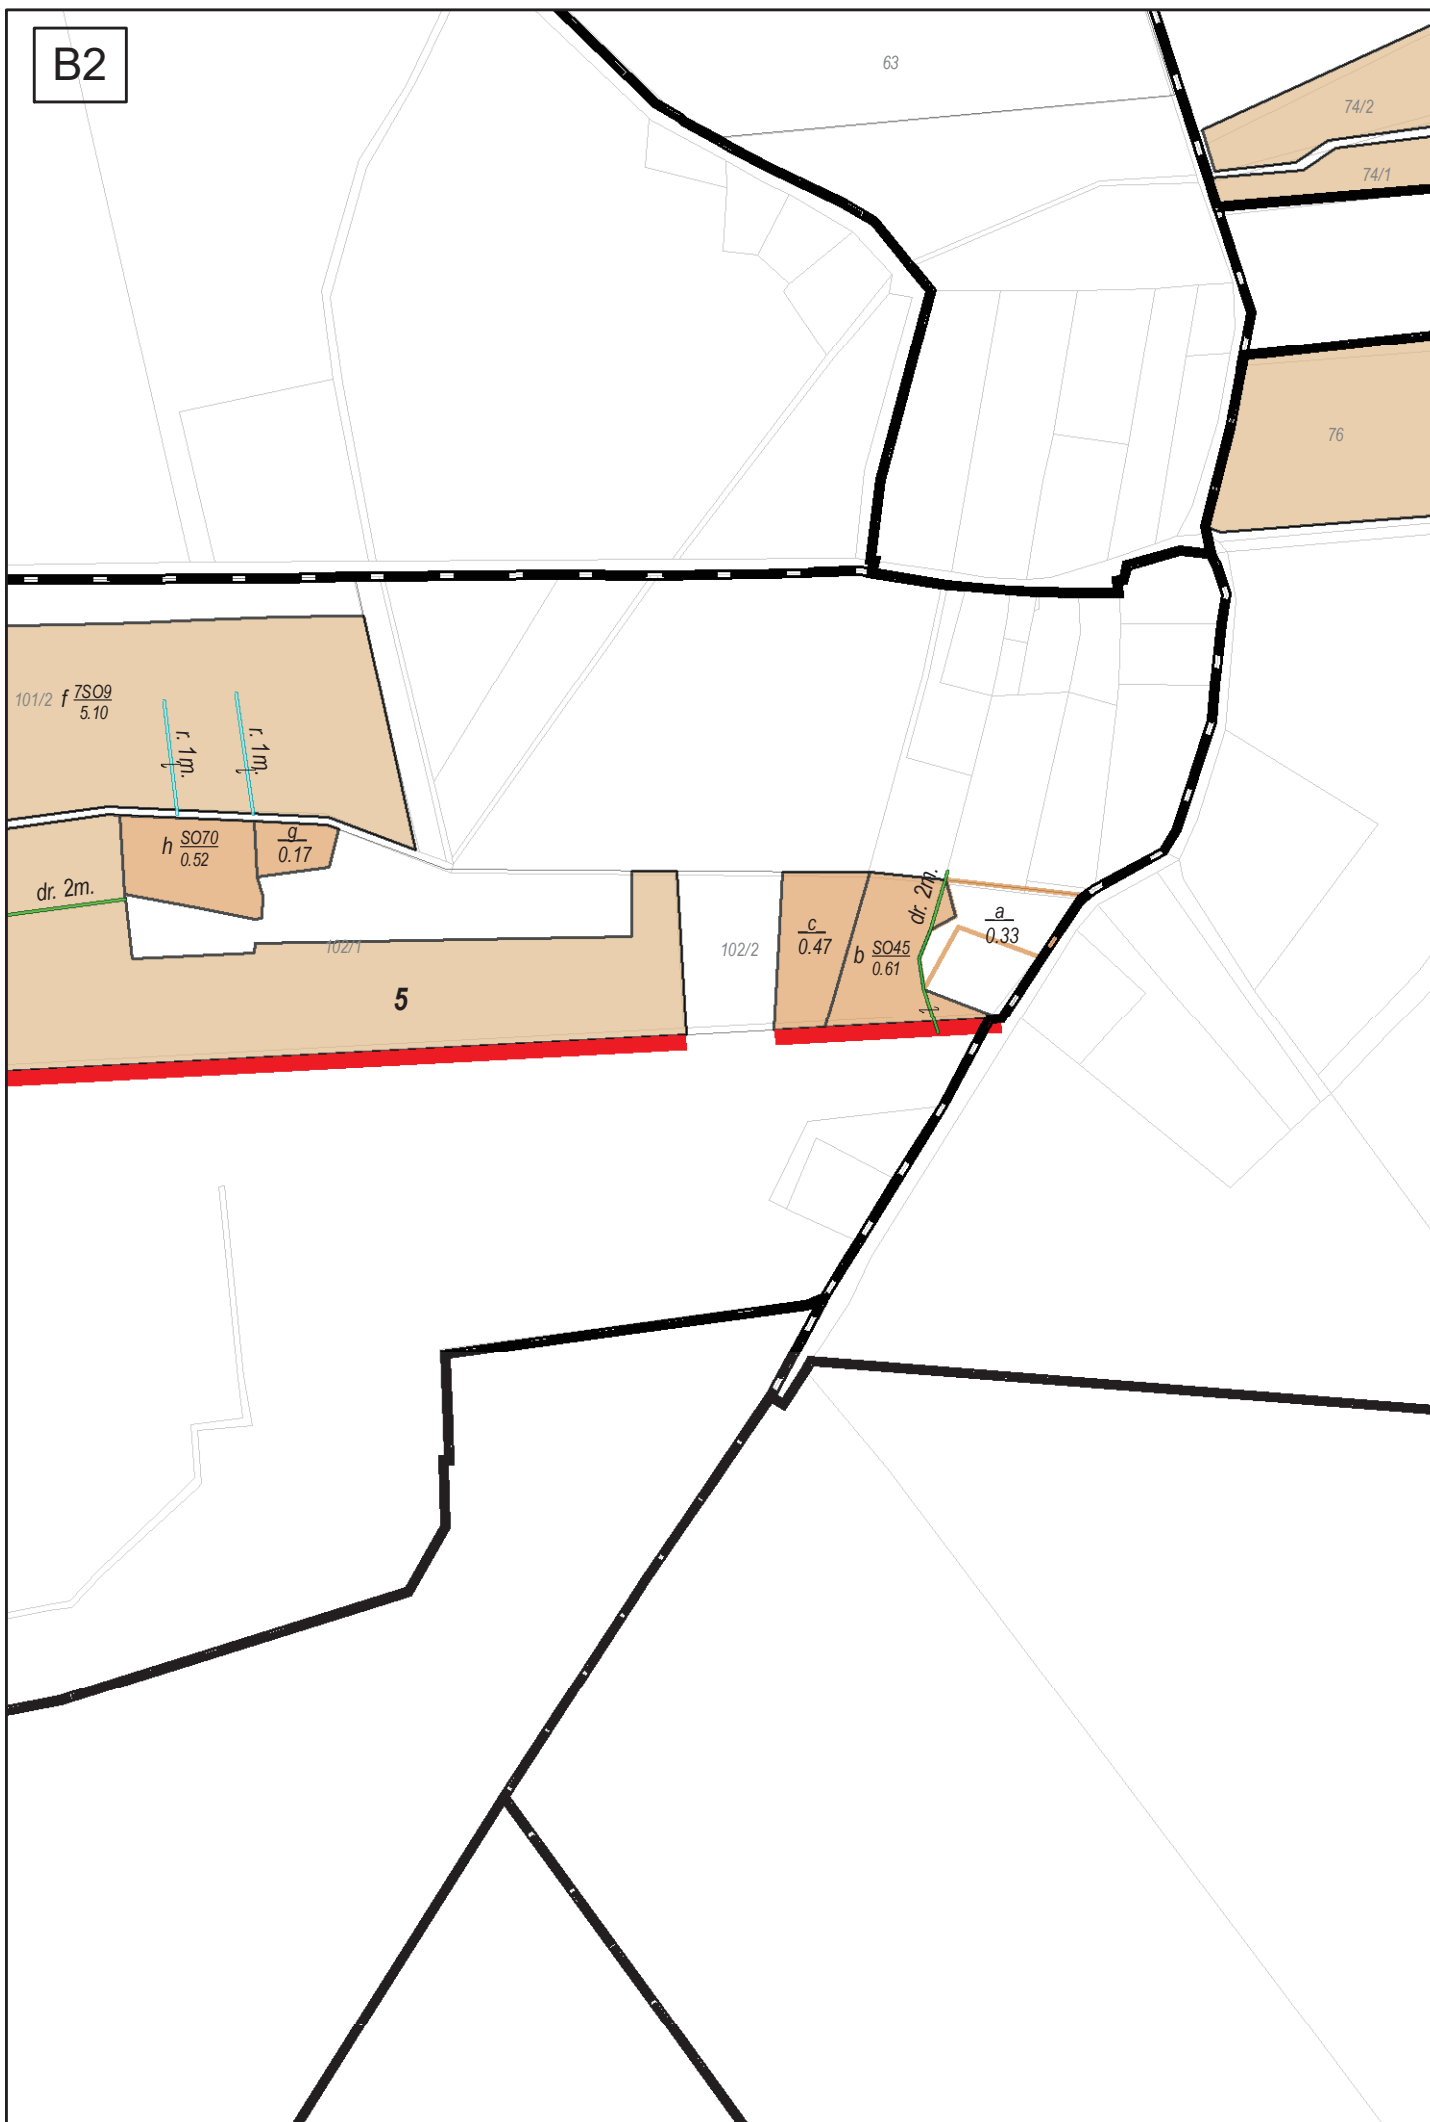 B2
63
74/2
74/1
76
101/2 f 7SO9
5.10
r. 1m.
r. 1m.
h SO70
0.52
g
0.17
dr. 2m.
102/1
5
102/2
c
0.47
b SO45
0.61
dr. 2m.
a
0.33